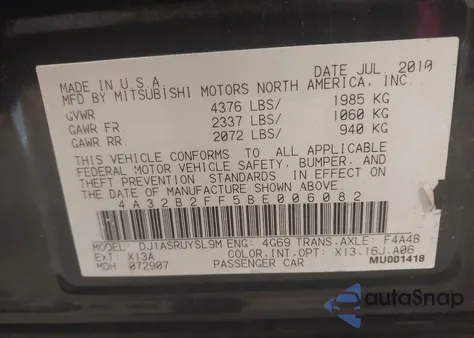 MADE IN U.S.A. DATE JUL 2010
MFD BY MITSUBISHI MOTORS NORTH AMERICA, INC.
GVWR 4376 LBS/ 1985 KG
GAWR FR 2337 LBS/ 1060 KG
GAWR RR 2072 LBS/ 940 KG
THIS VEHICLE CONFORMS TO ALL APPLICABLE
FEDERAL MOTOR VEHICLE SAFETY, BUMPER, AND
THEFT PREVENTION STANDARDS IN EFFECT ON
THE DATE OF MANUFACTURE SHOWN ABOVE.
4A32B2FF5BE006082
MODEL: DJ1ASRUYSL9M ENG: 4G69 TRANS.AXLE: F4A4B
EXT X13A COLOR.INT.OPT: X13.16J.A06
MDH 072907 PASSENGER CAR MU001418
autoSnap